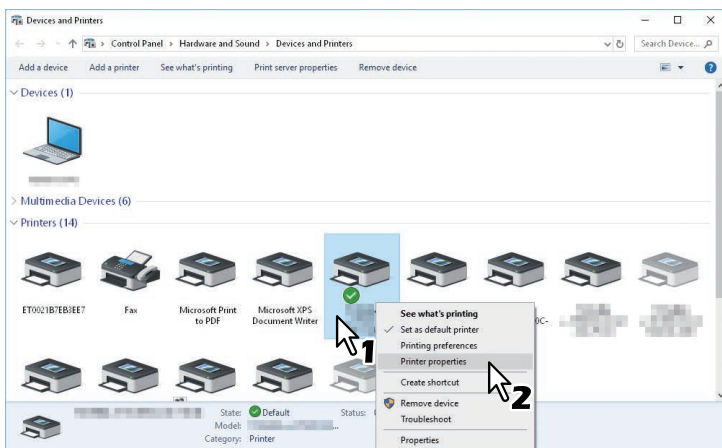 Devices and Printers
Control Panel > Hardware and Sound > Devices and Printers
Search Device...
Add a device Add a printer See what's printing Print server properties Remove device
Devices (1)
Multimedia Devices (6)
Printers (14)
ET0021B7EB3EE7
Fax
Microsoft Print
to PDF
Microsoft XPS
Document Writer
0C-
1
See what's printing
Set as default printer
Printing preferences
Printer properties
2
Create shortcut
Remove device
Troubleshoot
Properties
State: Default Status:
Model: ...
Category: Printer